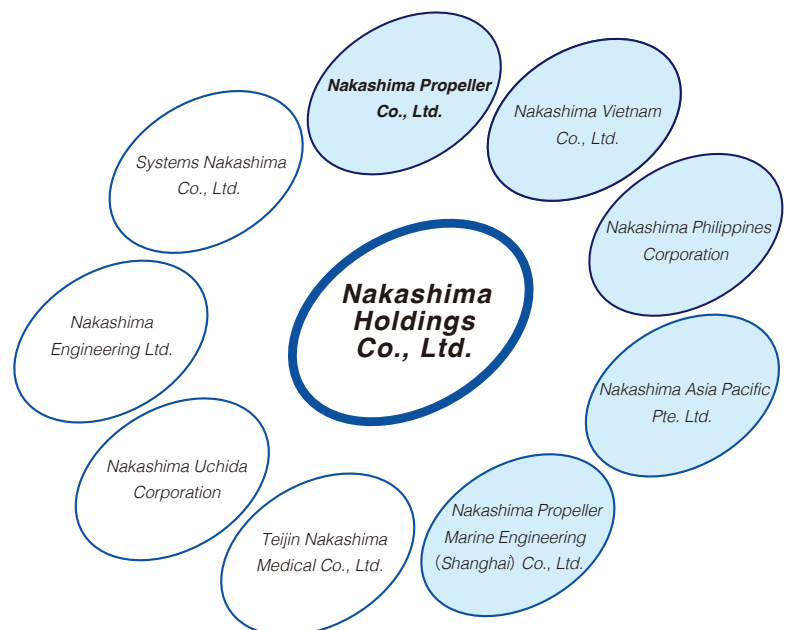 Nakashima Propeller
Co., Ltd.
Nakashima Vietnam
Co., Ltd.
Systems Nakashima
Co., Ltd.
Nakashima Philippines
Corporation
Nakashima
Holdings
Co., Ltd.
Nakashima
Engineering Ltd.
Nakashima Asia Pacific
Pte. Ltd.
Nakashima Uchida
Corporation
Nakashima Propeller
Marine Engineering
（Shanghai）Co., Ltd.
Teijin Nakashima
Medical Co., Ltd.